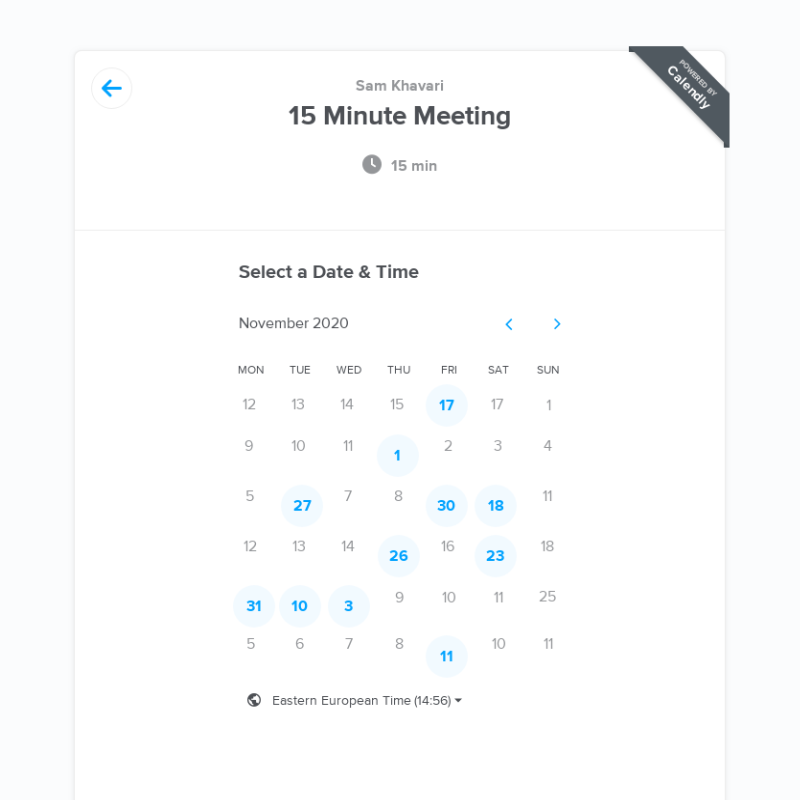 Sam Khavari
POWERED BY
Calendly
15 Minute Meeting
15 min
Select a Date & Time
November 2020
MON TUE WED THU FRI SAT SUN
12 13 14 15 17 17 1
9 10 11 1 2 3 4
5 27 7 8 30 18 11
12 13 14 26 16 23 18
31 10 3 9 10 11 25
5 6 7 8 11 10 11
Eastern European Time (14:56)